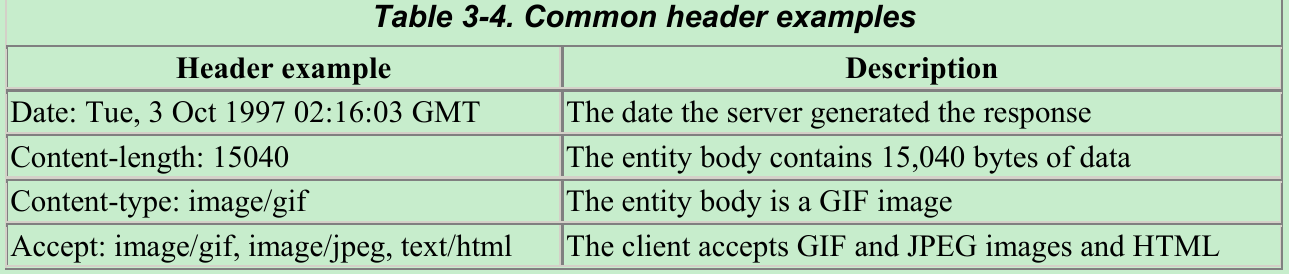 Table 3-4. Common header examples
Header example Description
Date: Tue, 3 Oct 1997 02:16:03 GMT The date the server generated the response
Content-length: 15040 The entity body contains 15,040 bytes of data
Content-type: image/gif The entity body is a GIF image
Accept: image/gif, image/jpeg, text/html The client accepts GIF and JPEG images and HTML